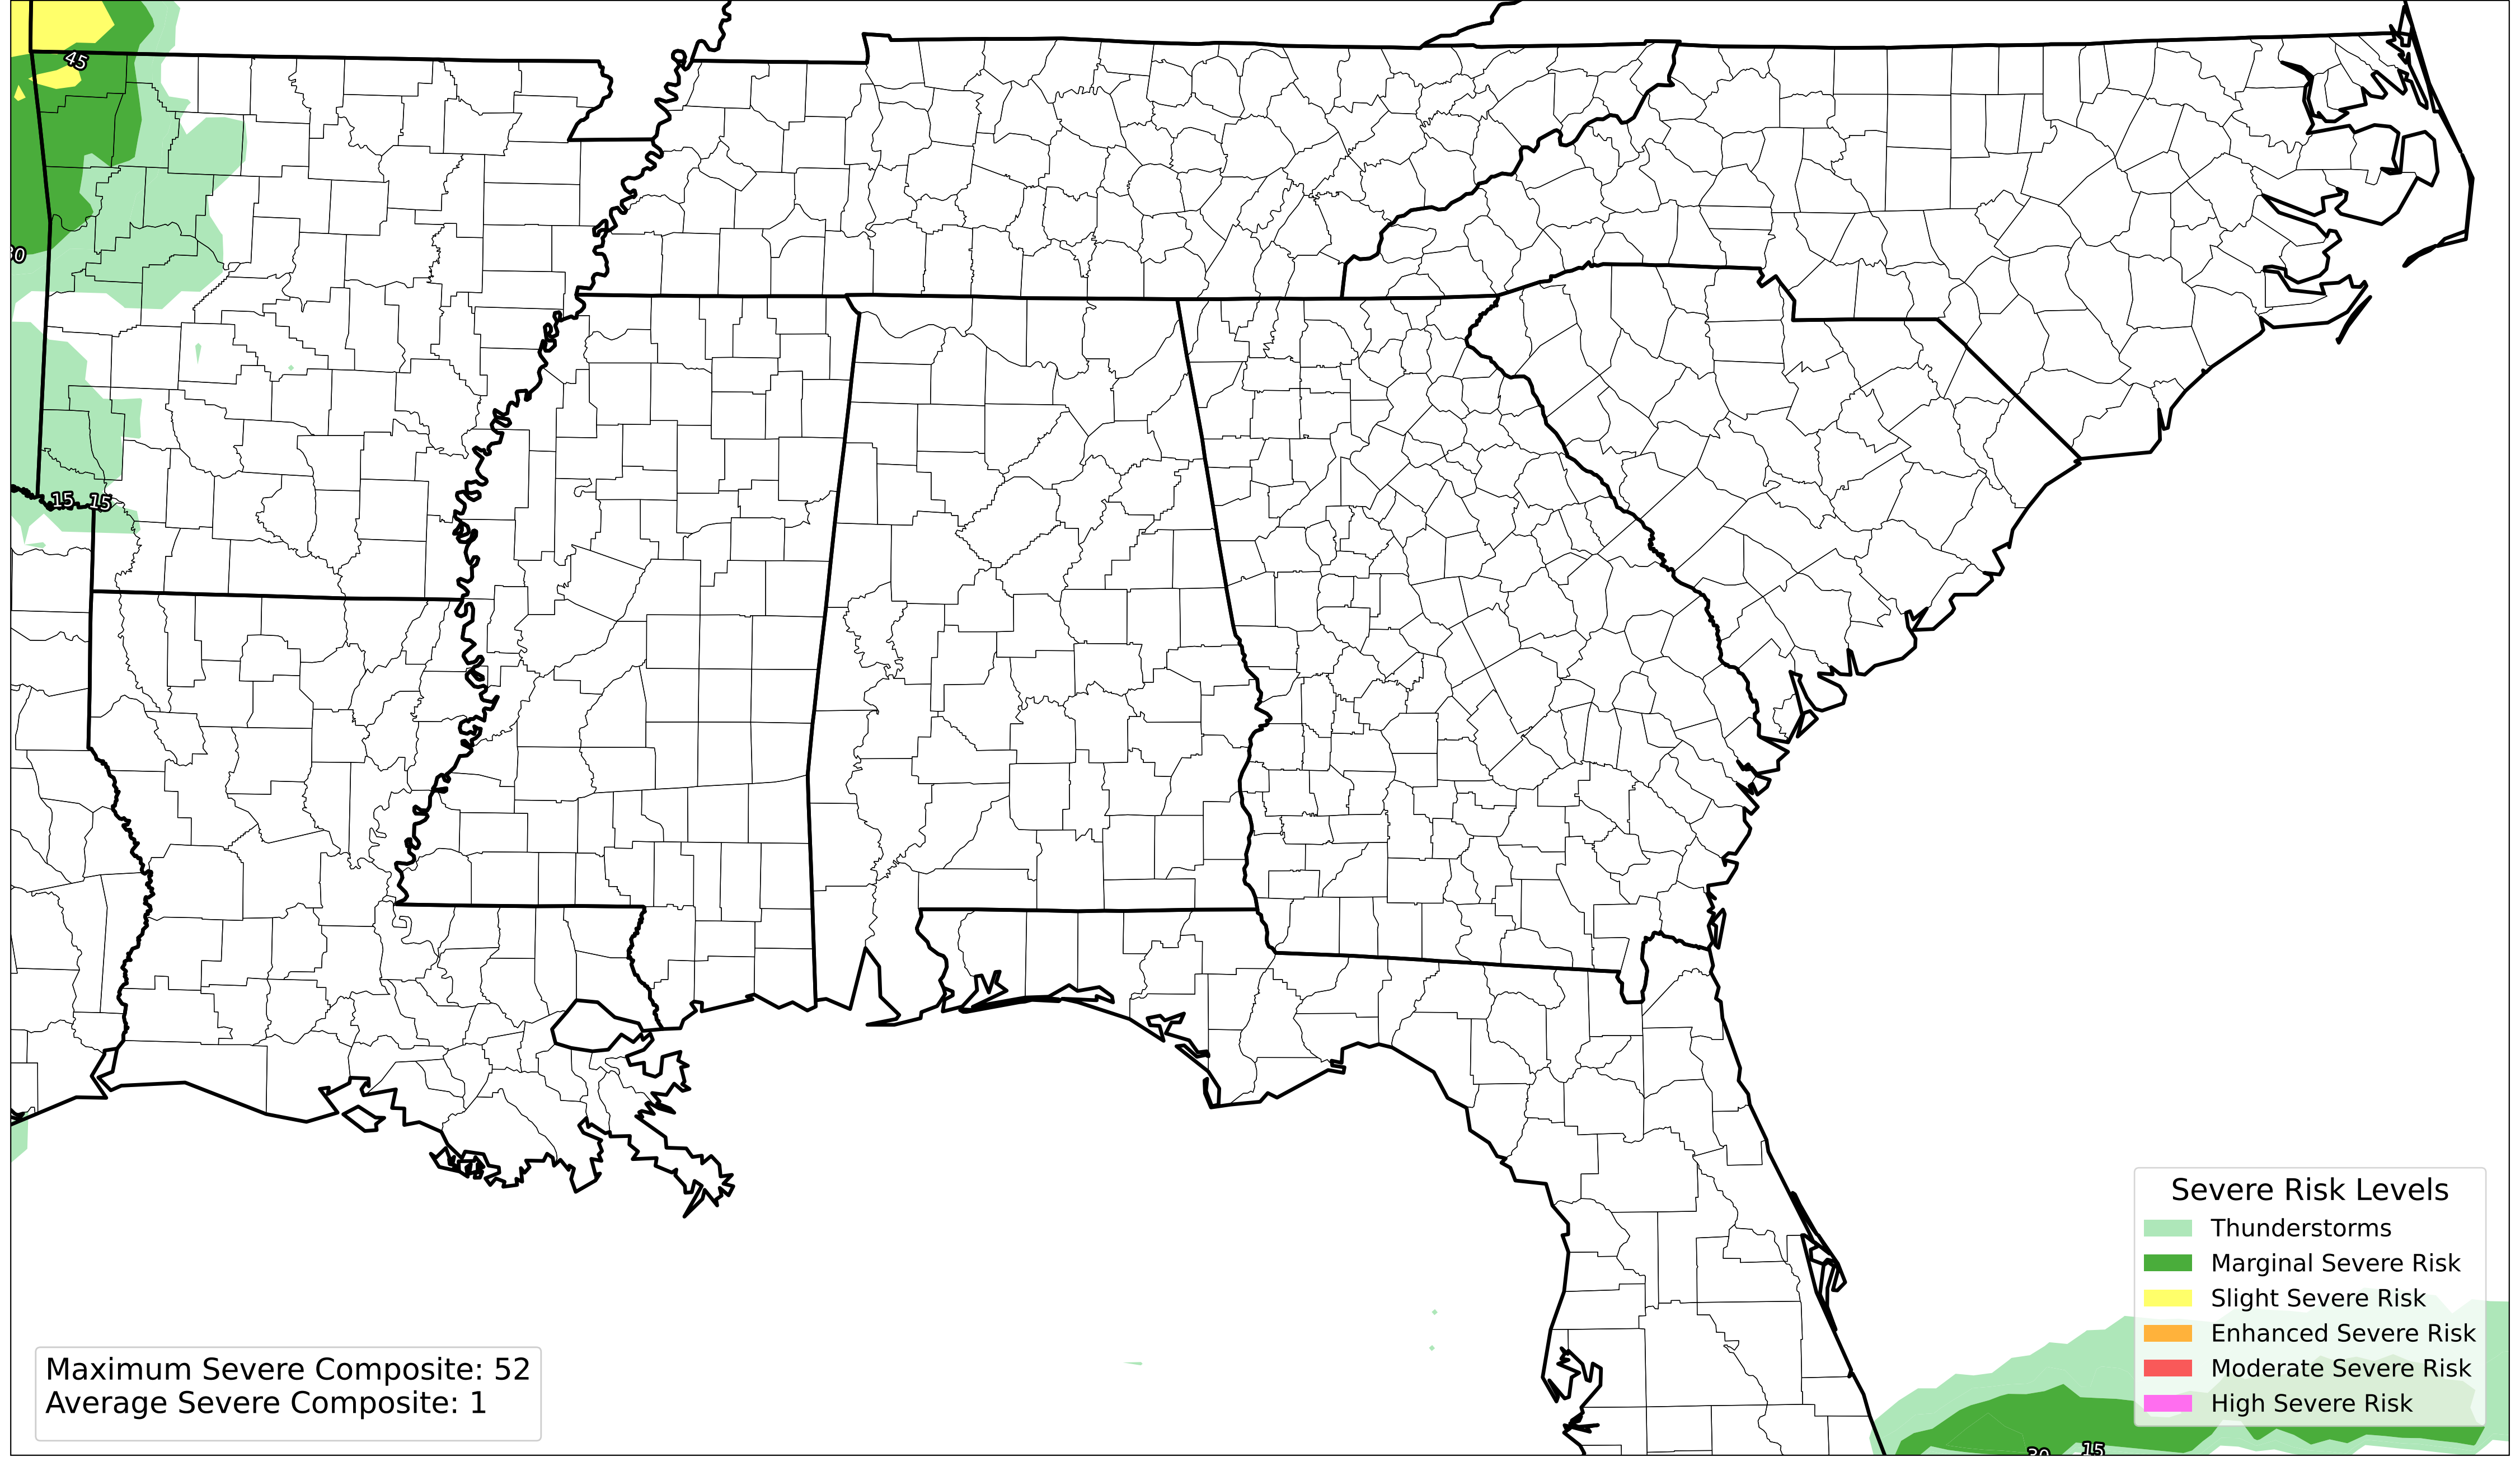 45
15
15
Severe Risk Levels
Thunderstorms
Marginal Severe Risk
Slight Severe Risk
Enhanced Severe Risk
Moderate Severe Risk
High Severe Risk
Maximum Severe Composite: 52
Average Severe Composite: 1
30
15